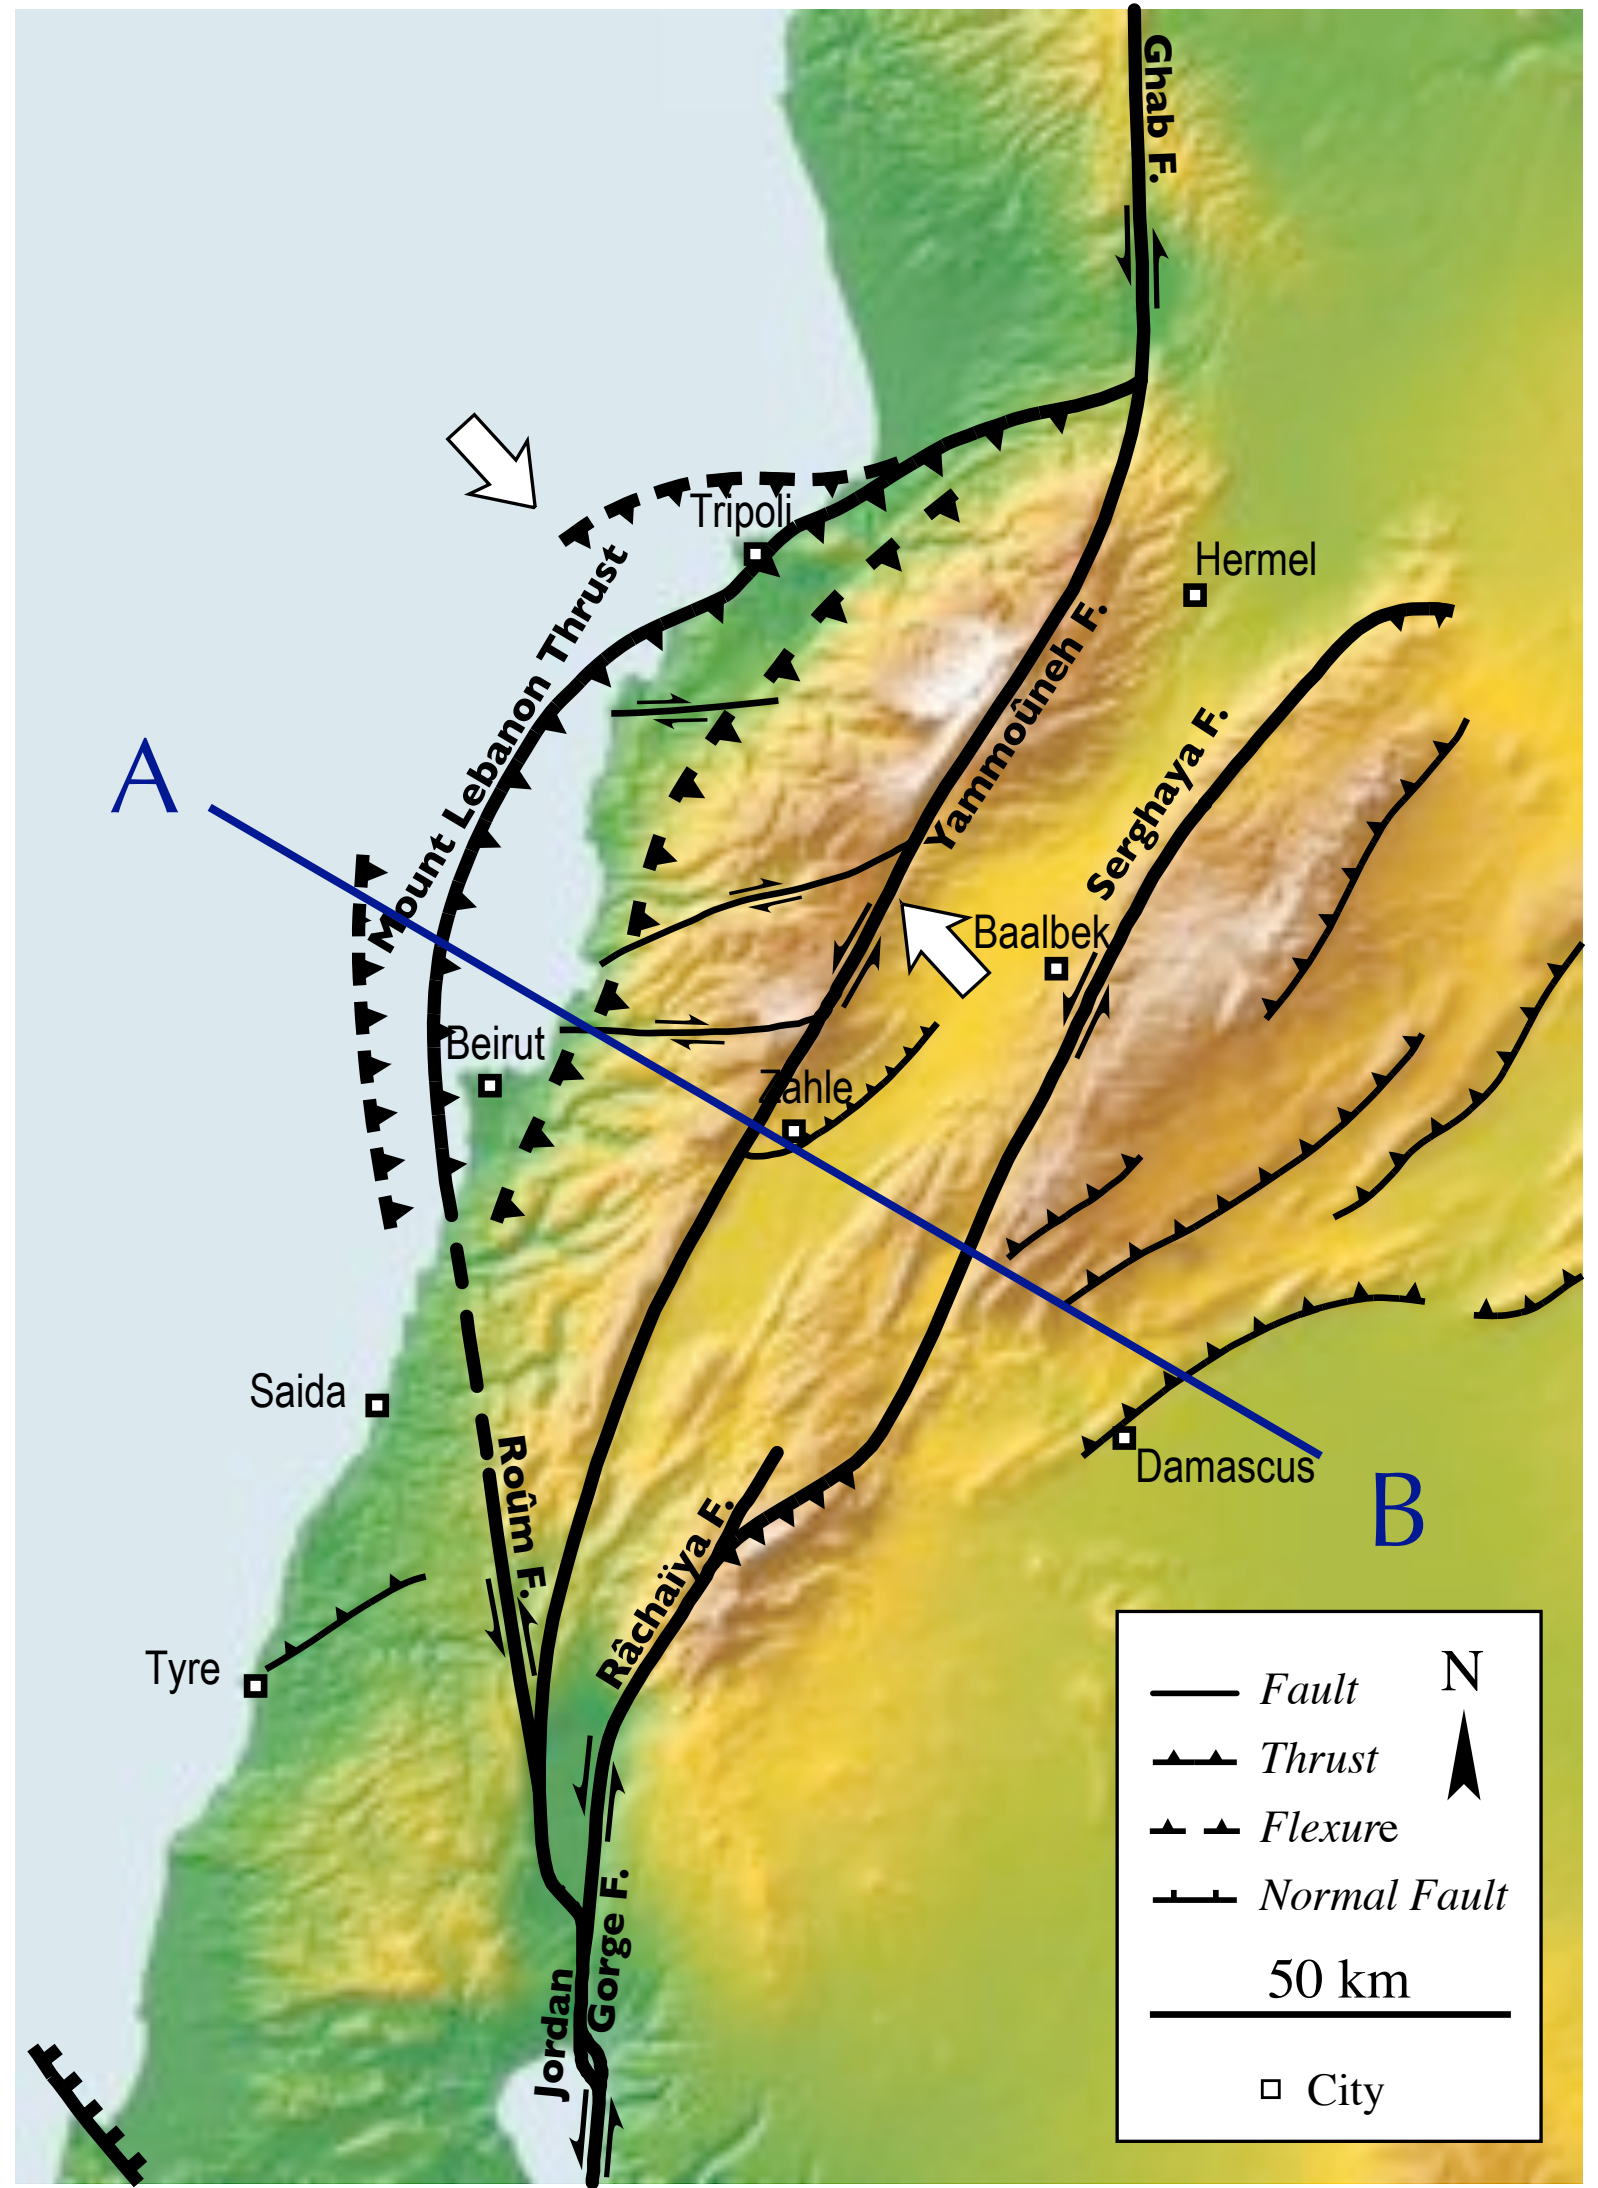 Ghab F.
Tripoli
Mount Lebanon Thrust
Hermel
Yammoûneh F.
Serghaya F.
A
Baalbek
Beirut
Zahle
Saida
Damascus
B
Roûm F.
Râchaïya F.
Tyre
Jordan
Gorge F.
N
Fault
Thrust
Flexure
Normal Fault
50 km
City